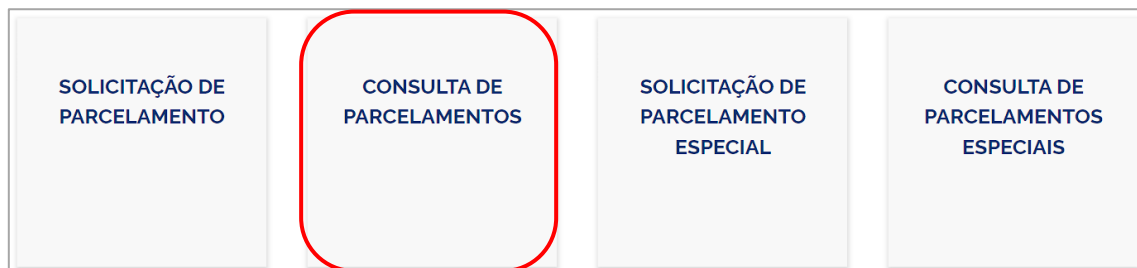 SOLICITAÇÃO DE
PARCELAMENTO
CONSULTA DE
PARCELAMENTOS
SOLICITAÇÃO DE
PARCELAMENTO
ESPECIAL
CONSULTA DE
PARCELAMENTOS
ESPECIAIS